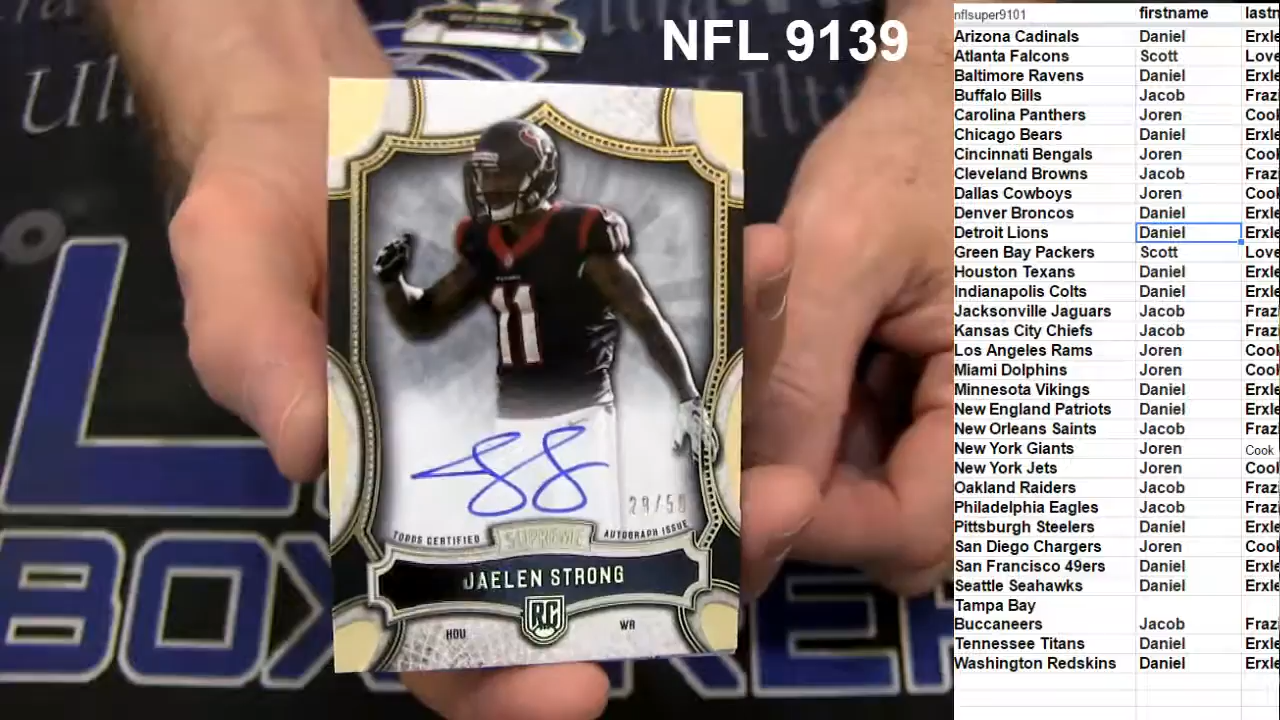 NFL 9139
11
29/50
TOPPS CERTIFIED SUPREME AUTOGRAPH ISSUE
JAELEN STRONG
RC
HOU WR
BOX
nflsuper9101 firstname lastn
Arizona Cadinals Daniel Erxle
Atlanta Falcons Scott Love
Baltimore Ravens Daniel Erxle
Buffalo Bills Jacob Frazi
Carolina Panthers Joren Cook
Chicago Bears Daniel Erxle
Cincinnati Bengals Joren Cook
Cleveland Browns Jacob Frazi
Dallas Cowboys Joren Cook
Denver Broncos Daniel Erxle
Detroit Lions Daniel Erxle
Green Bay Packers Scott Love
Houston Texans Daniel Erxle
Indianapolis Colts Daniel Erxle
Jacksonville Jaguars Jacob Frazi
Kansas City Chiefs Jacob Frazi
Los Angeles Rams Joren Cook
Miami Dolphins Joren Cook
Minnesota Vikings Daniel Erxle
New England Patriots Daniel Erxle
New Orleans Saints Jacob Frazi
New York Giants Joren Cook
New York Jets Joren Cook
Oakland Raiders Jacob Frazi
Philadelphia Eagles Jacob Frazi
Pittsburgh Steelers Daniel Erxle
San Diego Chargers Joren Cook
San Francisco 49ers Daniel Erxle
Seattle Seahawks Daniel Erxle
Tampa Bay
Buccaneers Jacob Frazi
Tennessee Titans Daniel Erxle
Washington Redskins Daniel Erxle